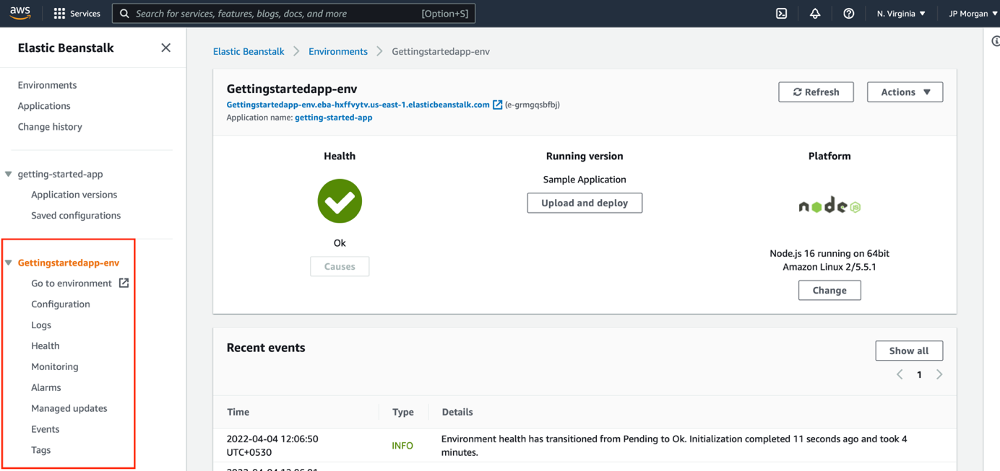 aws
Services
Search for services, features, blogs, docs, and more
[Option+S]
N. Virginia
JP Morgan
Elastic Beanstalk
Environments
Applications
Change history
getting-started-app
Application versions
Saved configurations
Gettingstartedapp-env
Go to environment
Configuration
Logs
Health
Monitoring
Alarms
Managed updates
Events
Tags
Elastic Beanstalk > Environments > Gettingstartedapp-env
Gettingstartedapp-env
Gettingstartedapp-env.eba-hxffvytv.us-east-1.elasticbeanstalk.com (e-grmgqsbfbj)
Application name: getting-started-app
Refresh
Actions
Health
Ok
Causes
Running version
Sample Application
Upload and deploy
Platform
node JS
Node.js 16 running on 64bit
Amazon Linux 2/5.5.1
Change
Recent events
Show all
1
Time
Type
Details
2022-04-04 12:06:50
UTC+0530
INFO
Environment health has transitioned from Pending to Ok. Initialization completed 11 seconds ago and took 4
minutes.